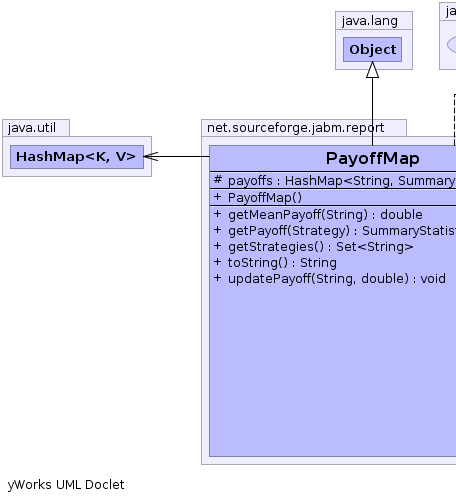 java.lang
ja
Object
java.util
HashMap<K, V>
net.sourceforge.jabm.report
PayoffMap
# payoffs : HashMap<String, Summary
+ PayoffMap()
+ getMeanPayoff(String) : double
+ getPayoff(Strategy) : SummaryStatist
+ getStrategies() : Set<String>
+ toString() : String
+ updatePayoff(String, double) : void
yWorks UML Doclet